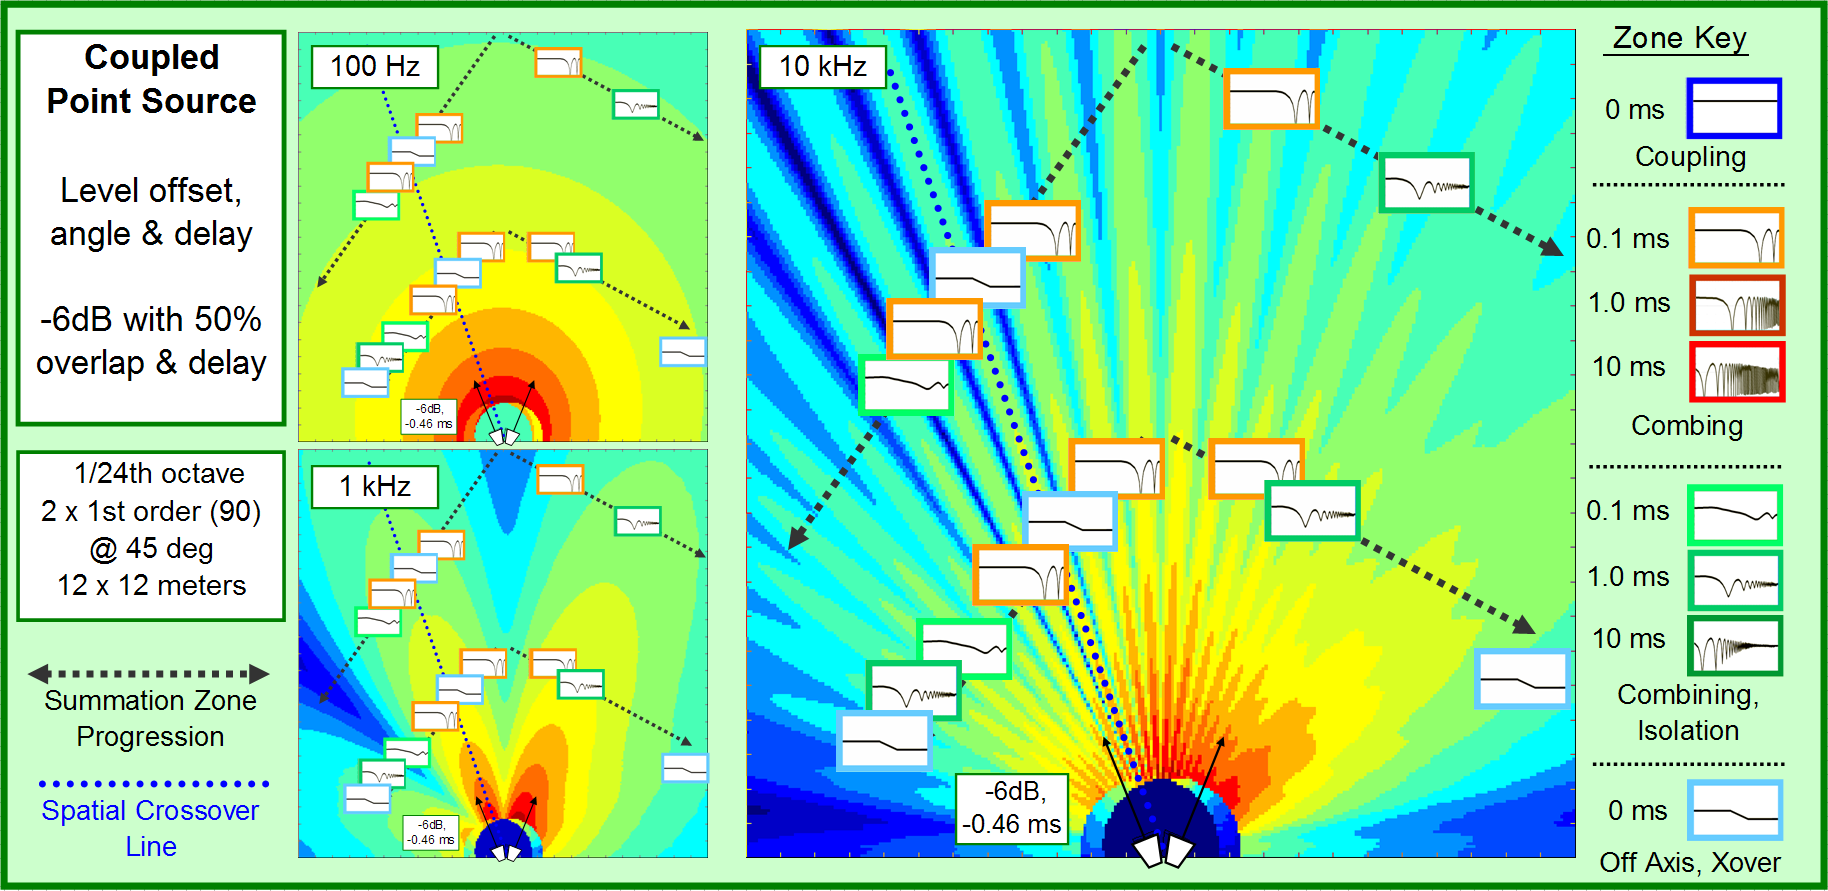 Coupled
Point Source
Level offset,
angle & delay
-6dB with 50%
overlap & delay
1/24th octave
2 x 1st order (90)
@ 45 deg
12 x 12 meters
Summation Zone
Progression
Spatial Crossover
Line
100 Hz
-6dB,
-0.46 ms
1 kHz
-6dB,
-0.46 ms
10 kHz
-6dB,
-0.46 ms
Zone Key
0 ms
Coupling
0.1 ms
1.0 ms
10 ms
Combing
0.1 ms
1.0 ms
10 ms
Combining,
Isolation
0 ms
Off Axis, Xover